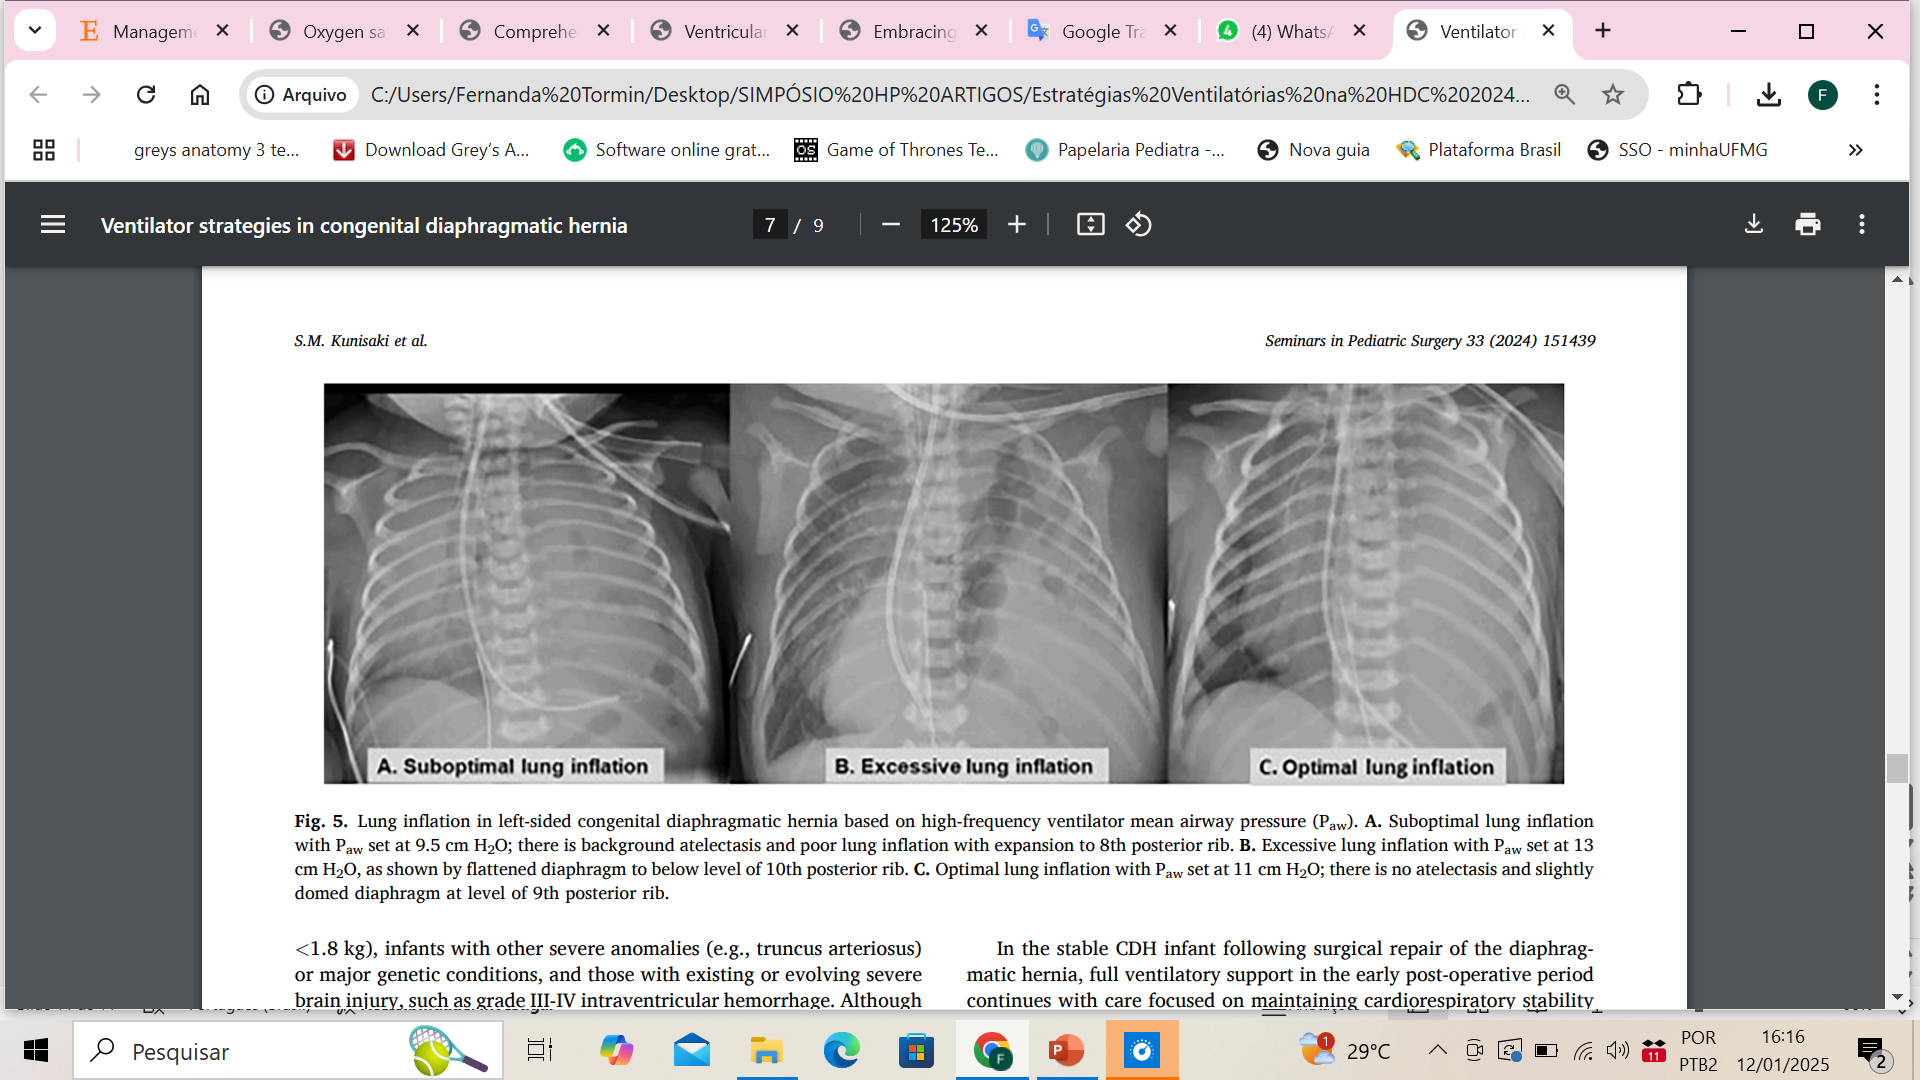 Managem
Oxygen sa
Comprehe
Ventricula
Embracing
Google Tra
(4) WhatsA
Ventilator
Arquivo
C:/Users/Fernanda%20Tormin/Desktop/SIMPÓSIO%20HP%20ARTIGOS/Estratégias%20Ventilatórias%20na%20HDC%202024...
F
greys anatomy 3 te...
Download Grey's A...
Software online grat...
Game of Thrones Te...
Papelaria Pediatra -...
Nova guia
Plataforma Brasil
SSO - minhaUFMG
Ventilator strategies in congenital diaphragmatic hernia
7 / 9
125%
S.M. Kunisaki et al.
Seminars in Pediatric Surgery 33 (2024) 151439
A. Suboptimal lung inflation
B. Excessive lung inflation
C. Optimal lung inflation
Fig. 5. Lung inflation in left-sided congenital diaphragmatic hernia based on high-frequency ventilator mean airway pressure (Paw). A. Suboptimal lung inflation
with Paw set at 9.5 cm H2O; there is background atelectasis and poor lung inflation with expansion to 8th posterior rib. B. Excessive lung inflation with Paw set at 13
cm H2O, as shown by flattened diaphragm to below level of 10th posterior rib. C. Optimal lung inflation with Paw set at 11 cm H2O; there is no atelectasis and slightly
domed diaphragm at level of 9th posterior rib.
<1.8 kg), infants with other severe anomalies (e.g., truncus arteriosus)
or major genetic conditions, and those with existing or evolving severe
brain injury, such as grade III-IV intraventricular hemorrhage. Although
In the stable CDH infant following surgical repair of the diaphrag-
matic hernia, full ventilatory support in the early post-operative period
continues with care focused on maintaining cardiorespiratory stability
Pesquisar
29°C
POR
PTB2
16:16
12/01/2025